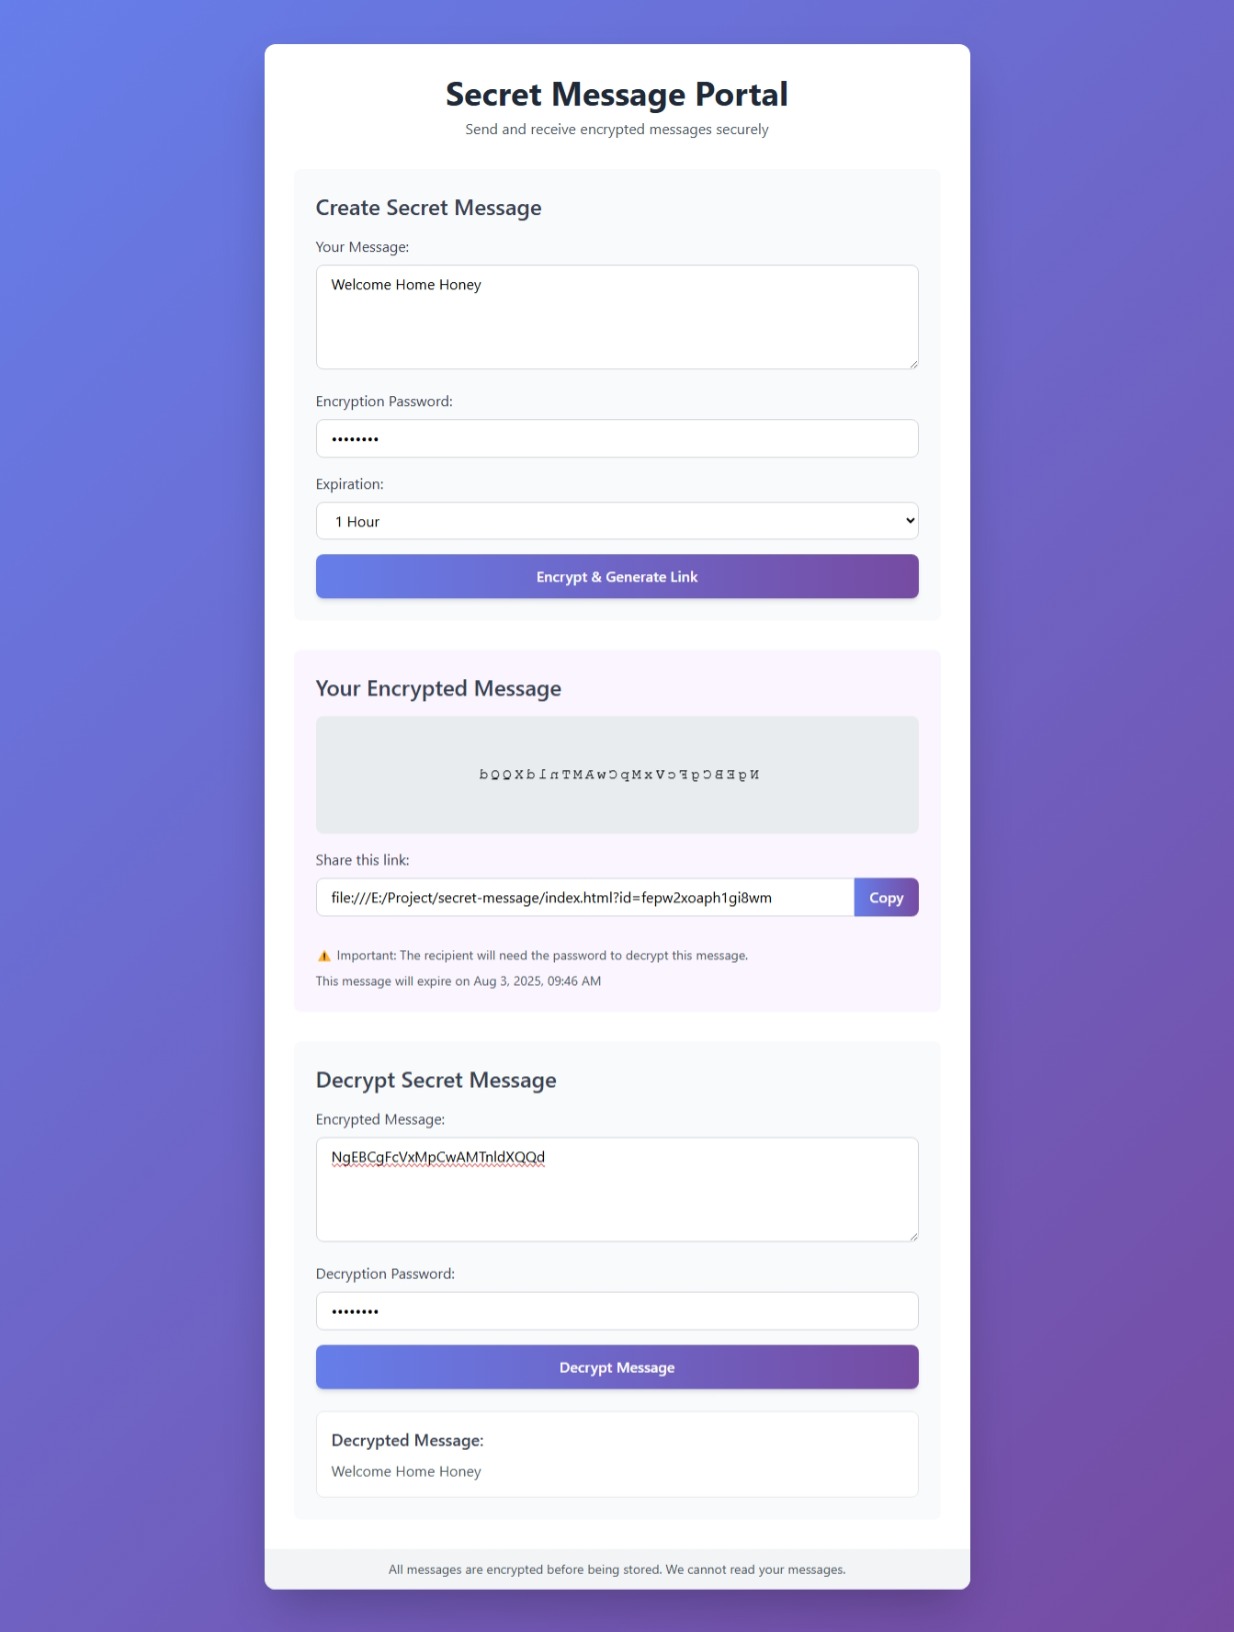 Secret Message Portal
Send and receive encrypted messages securely
Create Secret Message
Your Message:
Welcome Home Honey
Encryption Password:
Expiration:
1 Hour
Encrypt & Generate Link
Your Encrypted Message
NgEBCgFcVxMpCwAMTnldXQQd
Share this link:
file:///E:/Project/secret-message/index.html?id=fepw2xoaph1gi8wm
Copy
⚠️ Important: The recipient will need the password to decrypt this message.
This message will expire on Aug 3, 2025, 09:46 AM
Decrypt Secret Message
Encrypted Message:
NgEBCgFcVxMpCwAMTnldXQQd
Decryption Password:
Decrypt Message
Decrypted Message:
Welcome Home Honey
All messages are encrypted before being stored. We cannot read your messages.